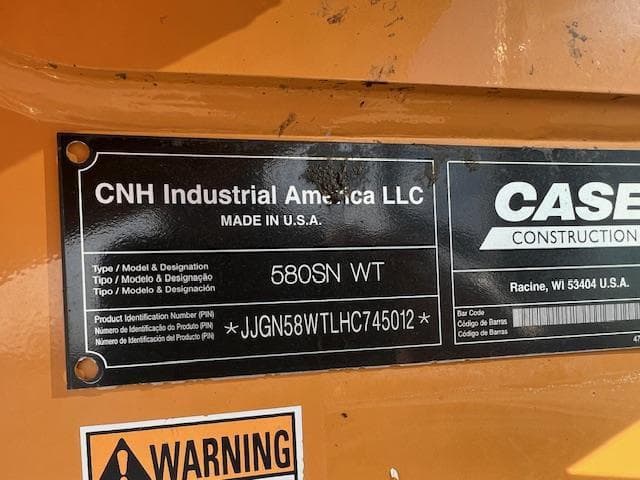 CNH Industrial America LLC
MADE IN U.S.A.
Type / Model & Designation
Tipo / Modelo & Designação
Tipo / Modelo & Designación
580SN WT
Product Identification Number (PIN)
Número de Identificação do Produto (PIN)
Número de Identificación del Producto (PIN)
*JJGN58WTLHC745012*
CASE
CONSTRUCTION
Racine, WI 53404 U.S.A.
Bar Code
Código de Barras
Código de Barras
47
WARNING